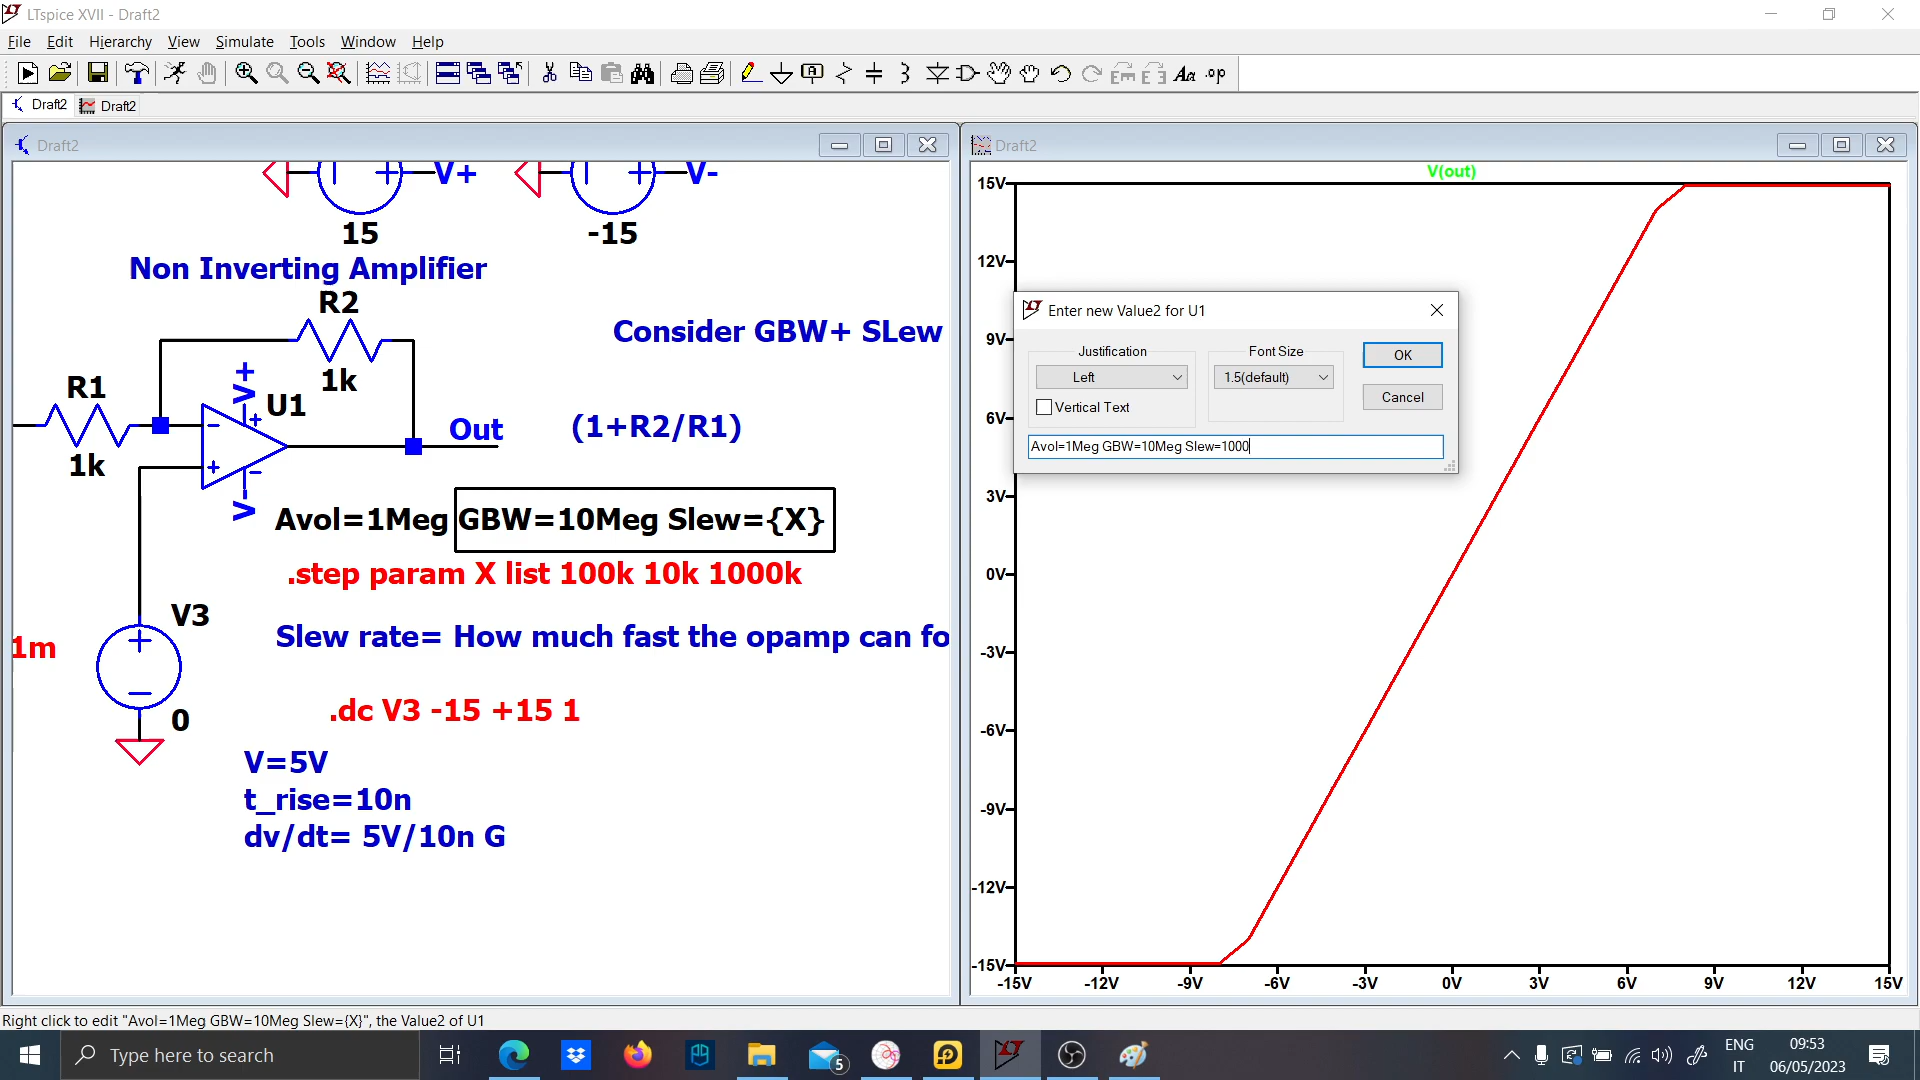 LTspice XVII - Draft2
File Edit Hierarchy View Simulate Tools Window Help
Draft2 Draft2
Draft2
V+ V-
15 -15
Non Inverting Amplifier
R2
1k
Consider GBW+ SLew
R1
1k
V+
U1
V-
Out
(1+R2/R1)
Avol=1Meg GBW=10Meg Slew={X}
.step param X list 100k 10k 1000k
V3
0
1m
Slew rate= How much fast the opamp can fo
.dc V3 -15 +15 1
V=5V
t_rise=10n
dv/dt= 5V/10n G
Draft2
V(out)
15V
12V
9V
6V
3V
0V
-3V
-6V
-9V
-12V
-15V
-15V -12V -9V -6V -3V 0V 3V 6V 9V 12V 15V
Enter new Value2 for U1
Justification
Left
Vertical Text
Font Size
1.5(default)
OK
Cancel
Avol=1Meg GBW=10Meg Slew=1000
Right click to edit "Avol=1Meg GBW=10Meg Slew={X}", the Value2 of U1
Type here to search
5
ENG
IT
09:53
06/05/2023